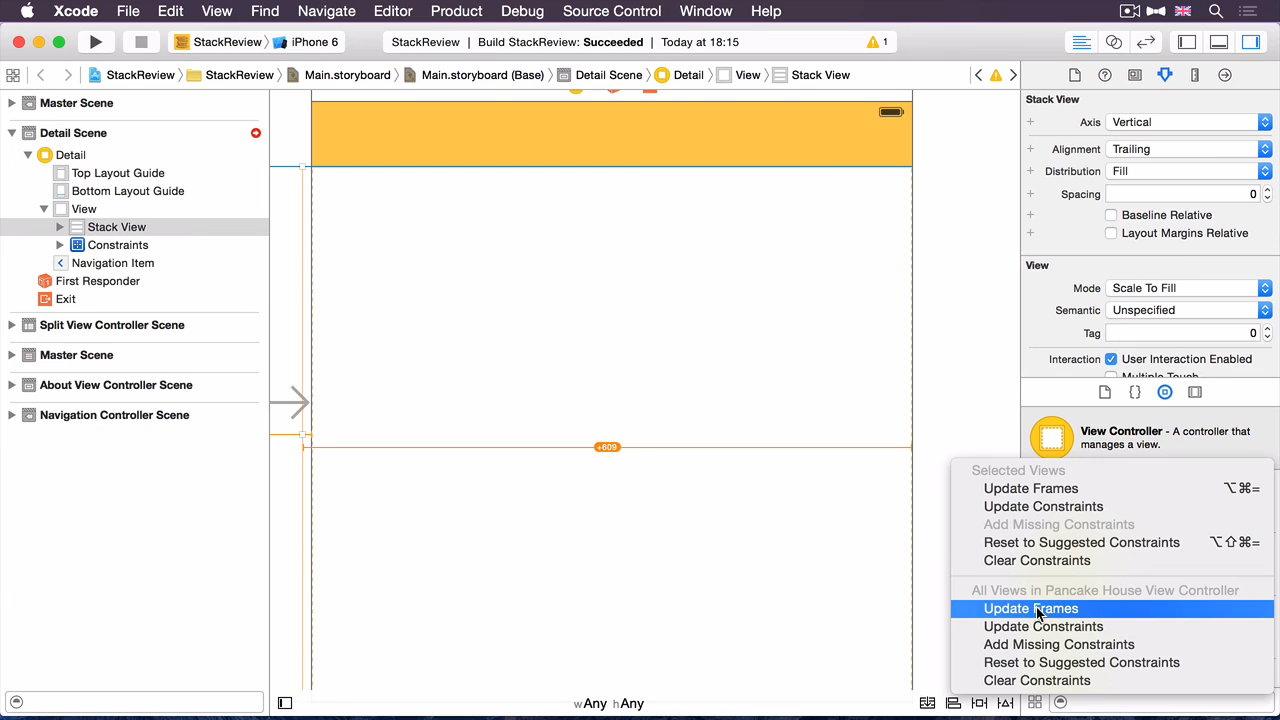 Xcode File Edit View Find Navigate Editor Product Debug Source Control Window Help
StackReview iPhone 6 StackReview | Build StackReview: Succeeded | Today at 18:15 1
StackReview StackReview Main.storyboard Main.storyboard (Base) Detail Scene Detail View Stack View
Master Scene
Detail Scene
Detail
Top Layout Guide
Bottom Layout Guide
View
Stack View
Constraints
Navigation Item
First Responder
Exit
Split View Controller Scene
Master Scene
About View Controller Scene
Navigation Controller Scene
+609
wAny hAny
Stack View
Axis Vertical
Alignment Trailing
Distribution Fill
Spacing 0
Baseline Relative
Layout Margins Relative
View
Mode Scale To Fill
Semantic Unspecified
Tag 0
Interaction User Interaction Enabled
Multiple Touch
View Controller - A controller that
manages a view.
Selected Views
Update Frames ⌥⌘=
Update Constraints
Add Missing Constraints
Reset to Suggested Constraints ⌥⇧⌘=
Clear Constraints
All Views in Pancake House View Controller
Update Frames
Update Constraints
Add Missing Constraints
Reset to Suggested Constraints
Clear Constraints